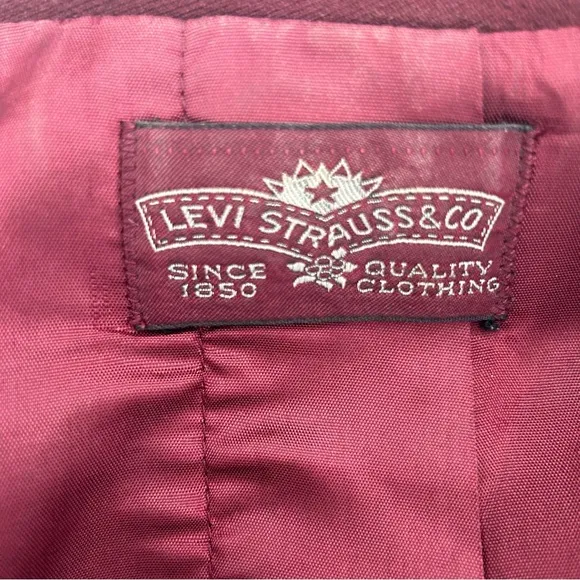 LEVI STRAUSS & CO
SINCE 1850
QUALITY CLOTHING